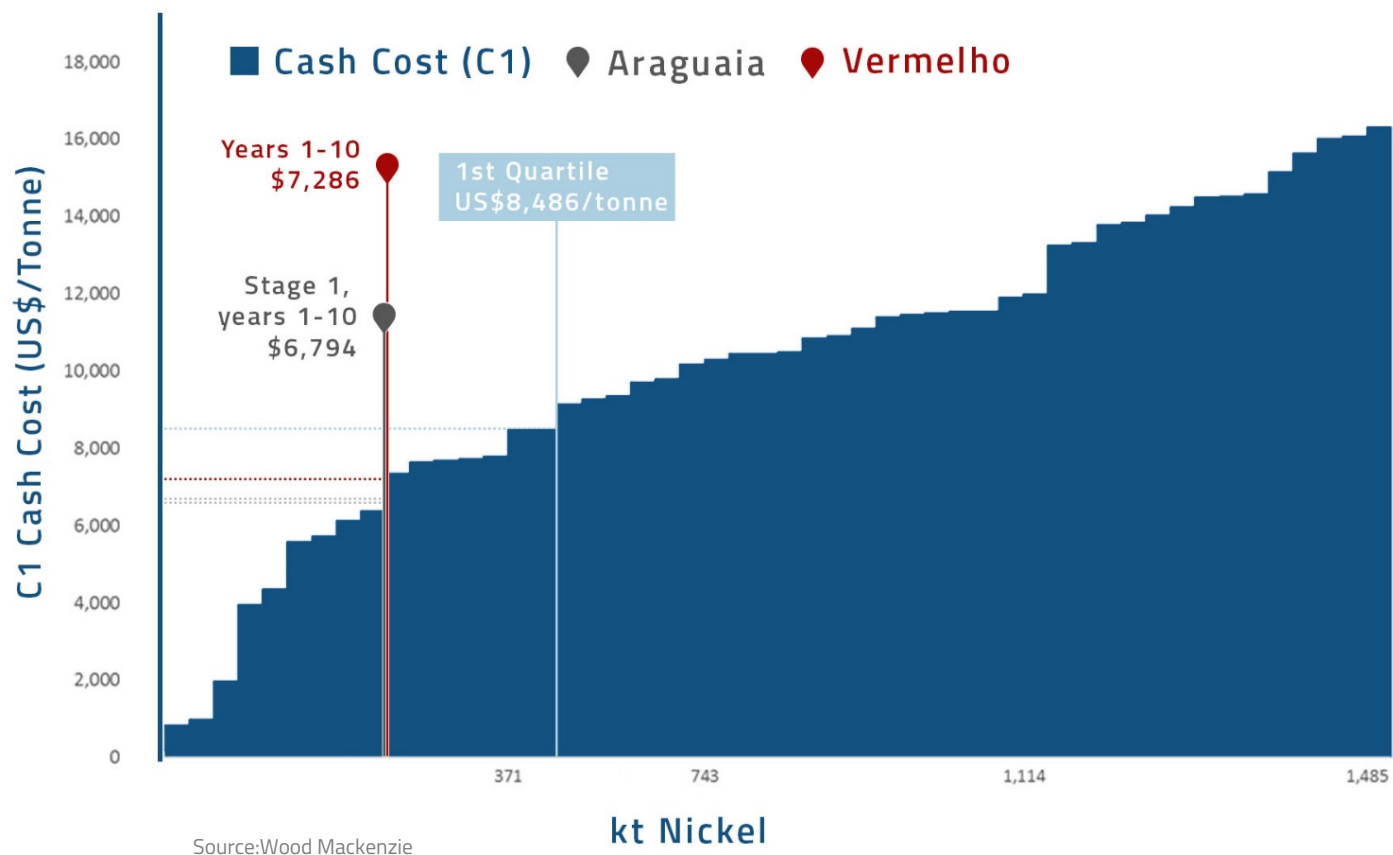 Cash Cost (C1)
Araguaia
Vermelho
C1 Cash Cost (US$/Tonne)
18,000
16,000
14,000
12,000
10,000
8,000
6,000
4,000
2,000
0
Years 1-10
$7,286
1st Quartile
US$8,486/tonne
Stage 1,
years 1-10
$6,794
371
743
1,114
1,485
kt Nickel
Source:Wood Mackenzie